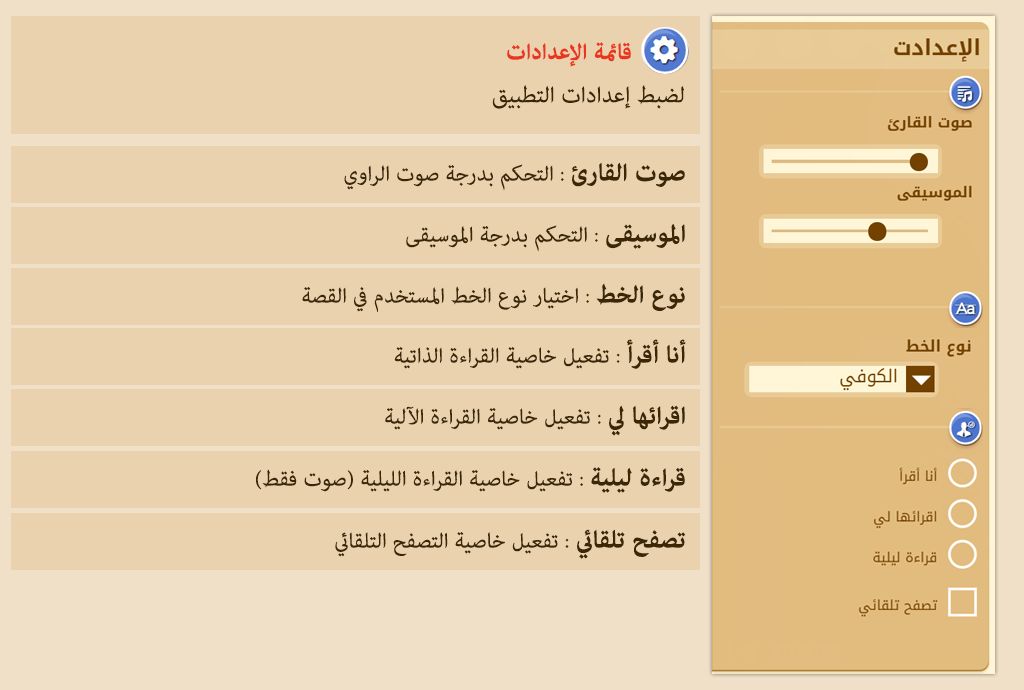 الإعدادت
صوت القارئ
الموسيقى
Aa
نوع الخط
الكوفي
أنا أقرأ
اقرائها لي
قراءة ليلية
تصفح تلقائي
قائمة الإعدادات
لضبط إعدادات التطبيق
صوت القارئ : التحكم بدرجة صوت الراوي
الموسيقى : التحكم بدرجة الموسيقى
نوع الخط : اختيار نوع الخط المستخدم في القصة
أنا أقرأ : تفعيل خاصية القراءة الذاتية
اقرائها لي : تفعيل خاصية القراءة الآلية
قراءة ليلية : تفعيل خاصية القراءة الليلية (صوت فقط)
تصفح تلقائي : تفعيل خاصية التصفح التلقائي